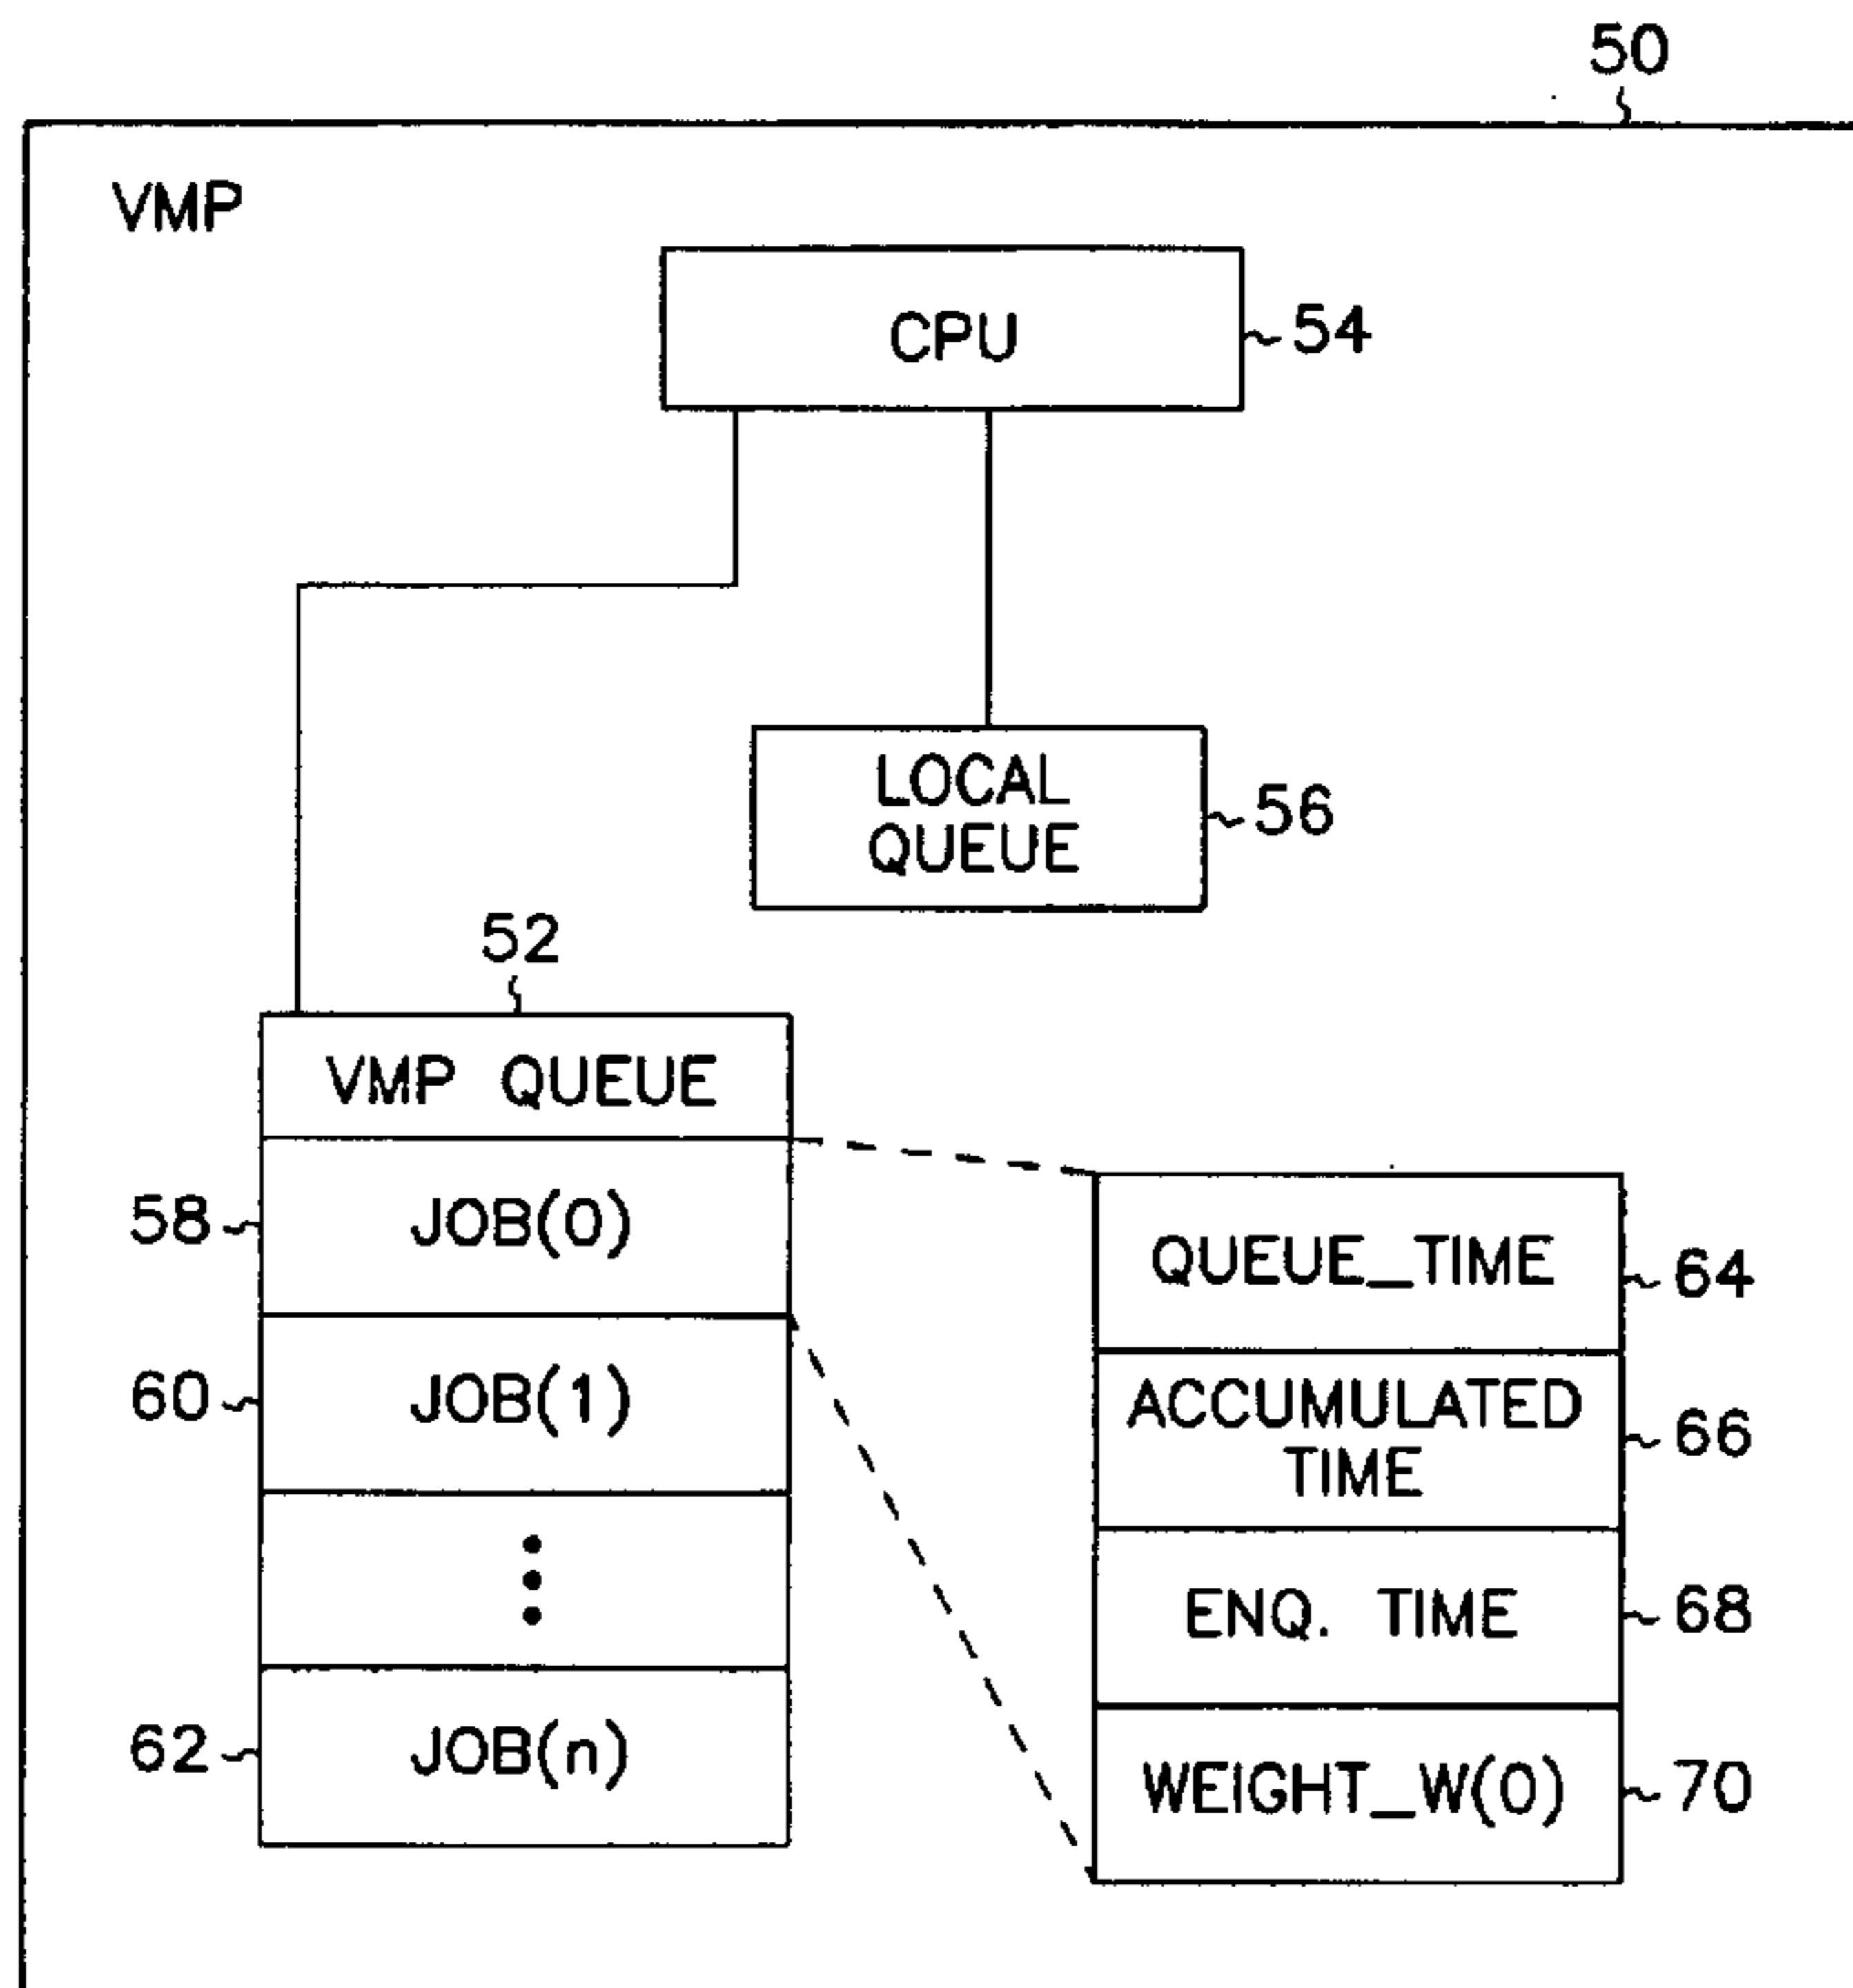 50
VMP
CPU
54
LOCAL
QUEUE
56
52
VMP QUEUE
58
JOB(0)
60
JOB(1)
62
JOB(n)
QUEUE_TIME
64
ACCUMULATED
TIME
66
ENQ. TIME
68
WEIGHT_W(0)
70